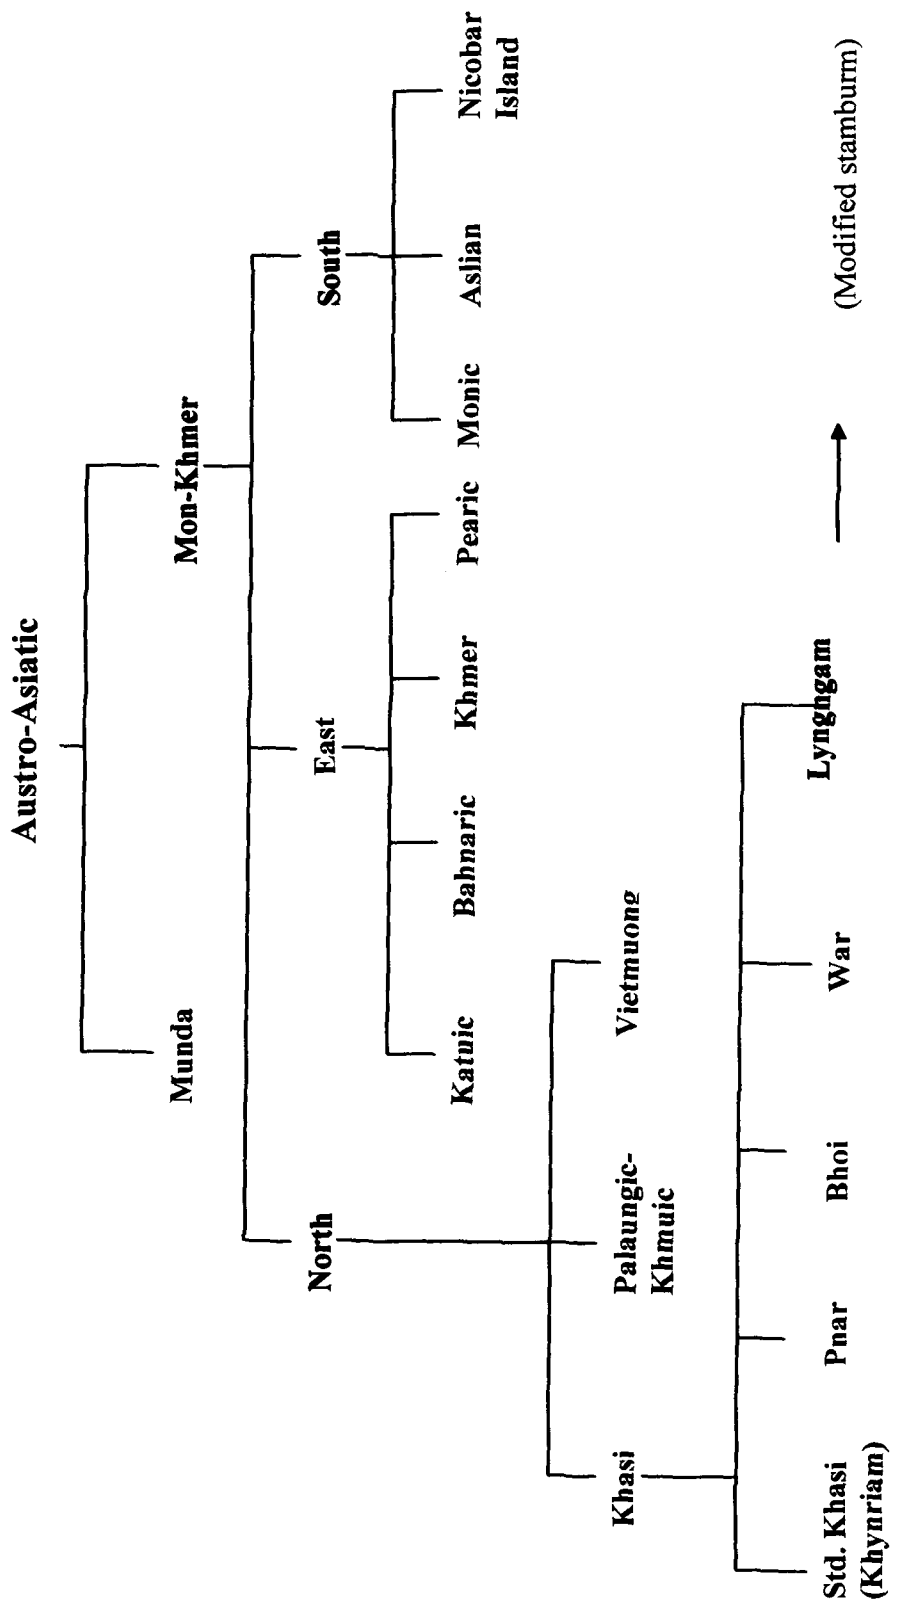 Austro-Asiatic
Munda
Mon-Khmer
North
East
South
Katuic
Bahnaric
Khmer
Pearic
Monic
Aslian
Nicobar
Island
Khasi
Palaungic-
Khmuic
Vietmuong
Std. Khasi
(Khynriam)
Pnar
Bhoi
War
Lyngngam
(Modified stamburm)